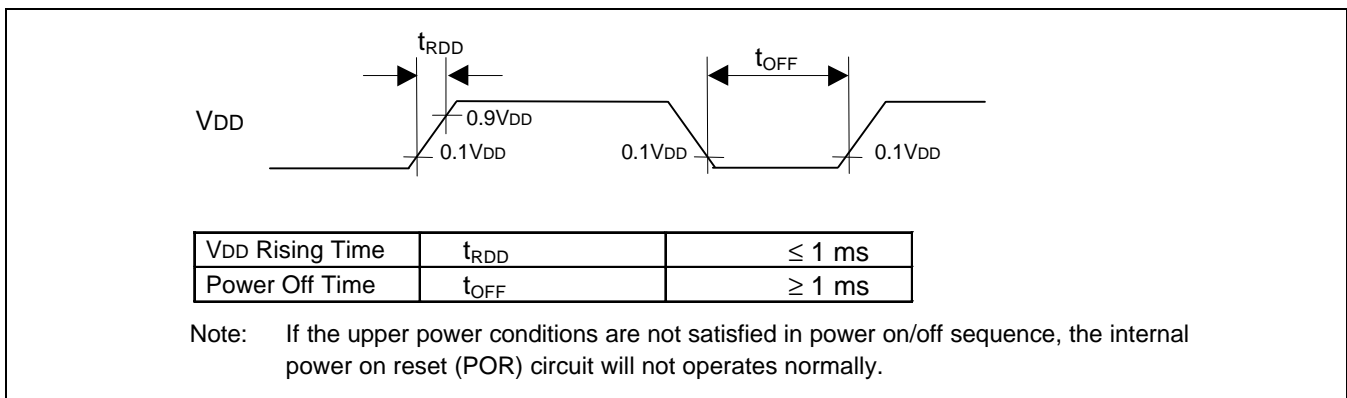 tRDD
tOFF
VDD
0.9VDD
0.1VDD
0.1VDD
0.1VDD
VDD Rising Time tRDD ≤ 1 ms
Power Off Time tOFF ≥ 1 ms
Note: If the upper power conditions are not satisfied in power on/off sequence, the internal
power on reset (POR) circuit will not operates normally.